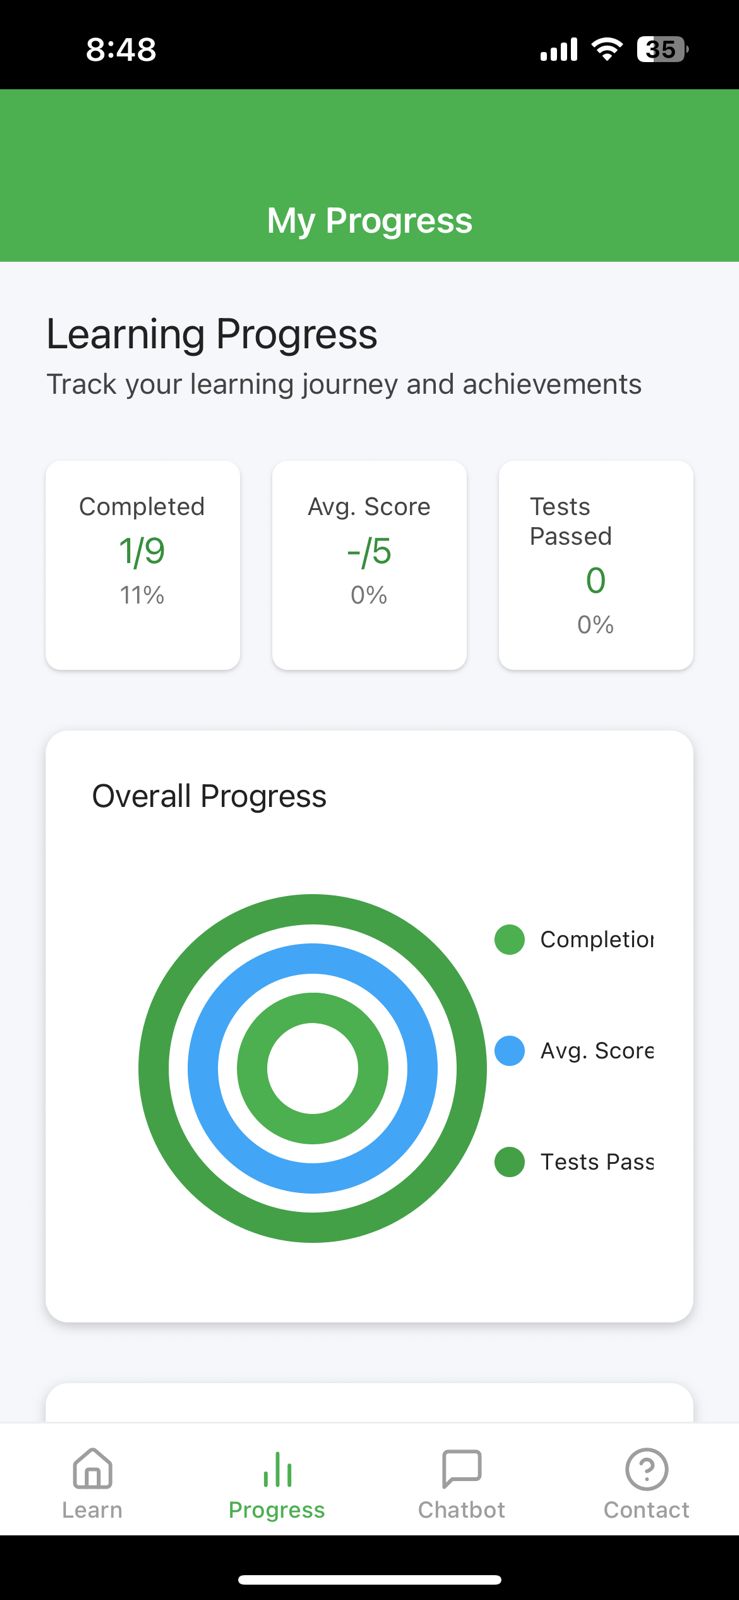 8:48
35
My Progress
Learning Progress
Track your learning journey and achievements
Completed
1/9
11%
Avg. Score
-/5
0%
Tests
Passed
0
0%
Overall Progress
Completion
Avg. Score
Tests Pass
Learn
Progress
Chatbot
Contact